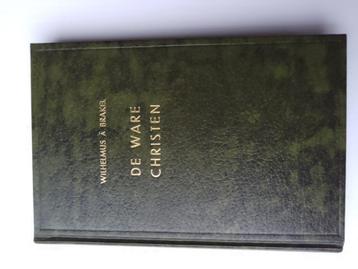 WILHELMUS À BRAKEL
DE WARE
CHRISTEN